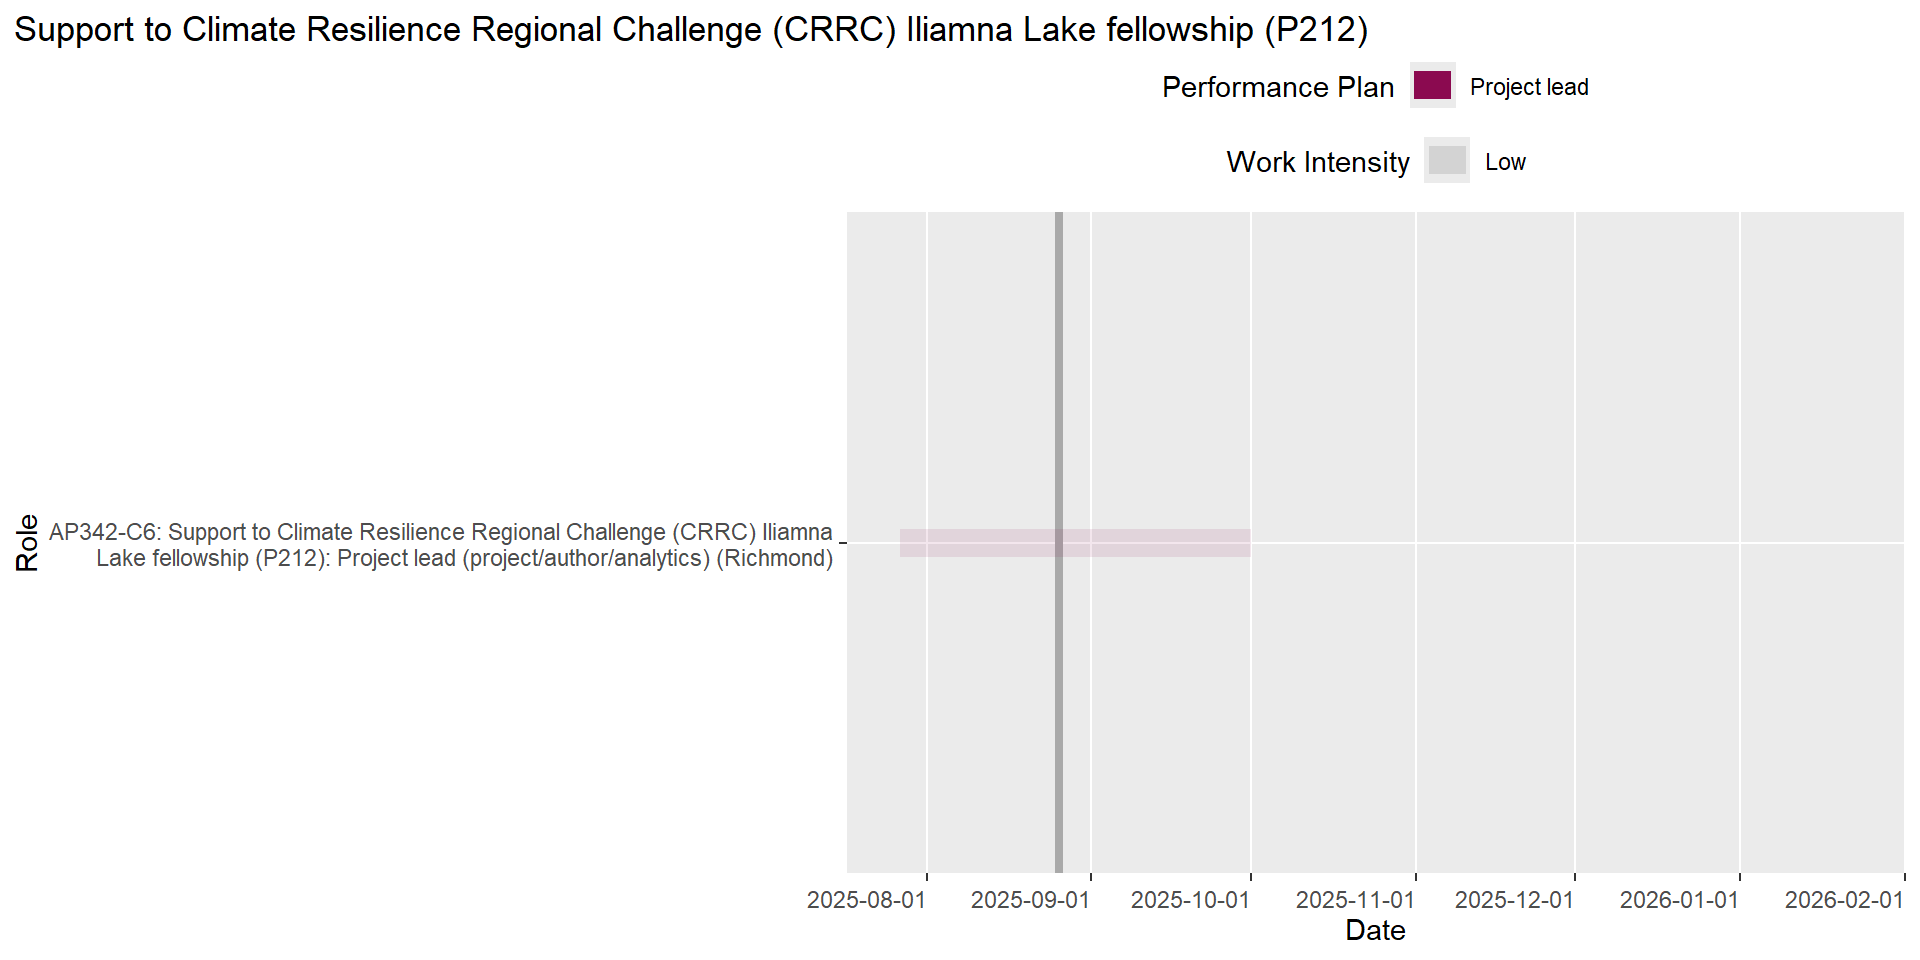 Support to Climate Resilience Regional Challenge (CRRC) Iliamna Lake fellowship (P212)
Performance Plan
Project lead
Work Intensity
Low
Role
AP342-C6: Support to Climate Resilience Regional Challenge (CRRC) Iliamna
Lake fellowship (P212): Project lead (project/author/analytics) (Richmond)
2025-08-01
2025-09-01
2025-10-01
2025-11-01
2025-12-01
2026-01-01
2026-02-01
Date